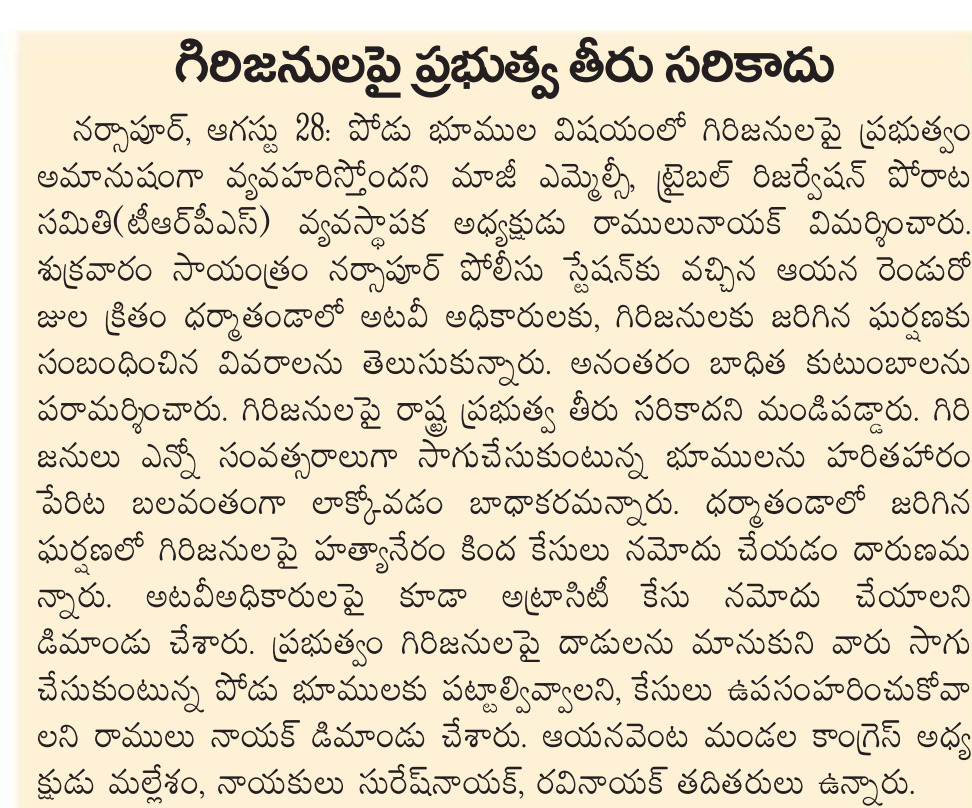 గిరిజనులపై ప్రభుత్వ తీరు సరికాదు
నర్సాపూర్, ఆగస్టు 28: పోడు భూముల విషయంలో గిరిజనులపై ప్రభుత్వం
అమానుషంగా వ్యవహరిస్తోందని మాజీ ఎమ్మెల్సీ, ట్రైబల్ రిజర్వేషన్ పోరాట
సమితి(టీఆర్‌పీఎస్) వ్యవస్థాపక అధ్యక్షుడు రాములునాయక్ విమర్శించారు.
శుక్రవారం సాయంత్రం నర్సాపూర్ పోలీసు స్టేషన్‌కు వచ్చిన ఆయన రెండురో
జుల క్రితం ధర్మాతండాలో అటవీ అధికారులకు, గిరిజనులకు జరిగిన ఘర్షణకు
సంబంధించిన వివరాలను తెలుసుకున్నారు. అనంతరం బాధిత కుటుంబాలను
పరామర్శించారు. గిరిజనులపై రాష్ట్ర ప్రభుత్వ తీరు సరికాదని మండిపడ్డారు. గిరి
జనులు ఎన్నో సంవత్సరాలుగా సాగుచేసుకుంటున్న భూములను హరితహారం
పేరిట బలవంతంగా లాక్కోవడం బాధాకరమన్నారు. ధర్మాతండాలో జరిగిన
ఘర్షణలో గిరిజనులపై హత్యానేరం కింద కేసులు నమోదు చేయడం దారుణమ
న్నారు. అటవీఅధికారులపై కూడా అట్రాసిటీ కేసు నమోదు చేయాలని
డిమాండు చేశారు. ప్రభుత్వం గిరిజనులపై దాడులను మానుకుని వారు సాగు
చేసుకుంటున్న పోడు భూములకు పట్టాల్వివ్వాలని, కేసులు ఉపసంహరించుకోవా
లని రాములు నాయక్ డిమాండు చేశారు. ఆయనవెంట మండల కాంగ్రెస్ అధ్య
క్షుడు మల్లేశం, నాయకులు సురేష్‌నాయక్, రవినాయక్ తదితరులు ఉన్నారు.